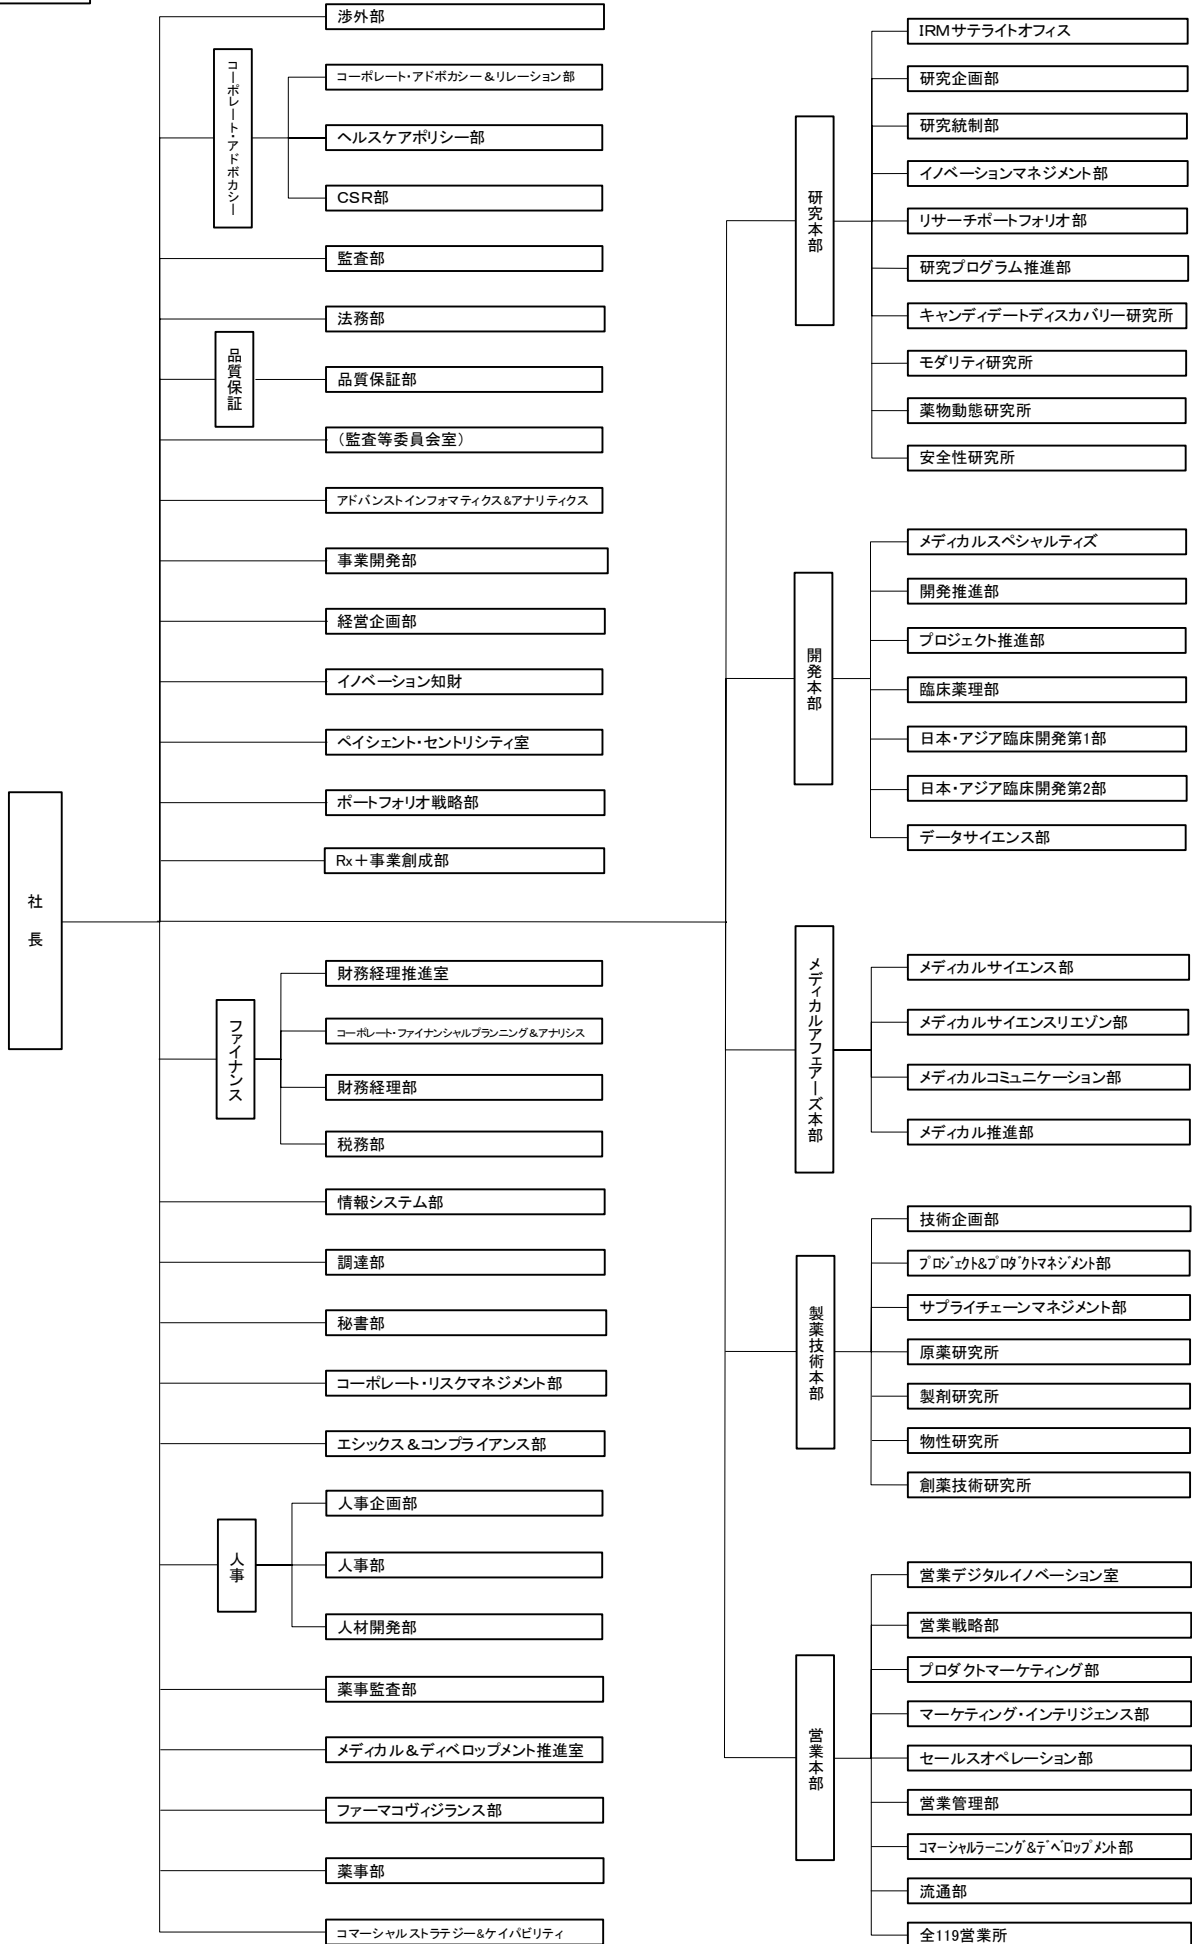 社長
渉外部
コーポレート・アドボカシー
コーポレート・アドボカシー＆リレーション部
ヘルスケアポリシー部
CSR部
監査部
法務部
品質保証
品質保証部
（監査等委員会室）
アドバンストインフォマティクス&アナリティクス
事業開発部
経営企画部
イノベーション知財
ペイシェント・セントリシティ室
ポートフォリオ戦略部
Rx＋事業創成部
ファイナンス
財務経理推進室
コーポレート・ファイナンシャルプランニング＆アナリシス
財務経理部
税務部
情報システム部
調達部
秘書部
コーポレート・リスクマネジメント部
エシックス＆コンプライアンス部
人事
人事企画部
人事部
人材開発部
薬事監査部
メディカル＆ディベロップメント推進室
ファーマコヴィジランス部
薬事部
コマーシャルストラテジー&ケイパビリティ
研究本部
IRMサテライトオフィス
研究企画部
研究統制部
イノベーションマネジメント部
リサーチポートフォリオ部
研究プログラム推進部
キャンディデートディスカバリー研究所
モダリティ研究所
薬物動態研究所
安全性研究所
開発本部
メディカルスペシャルティズ
開発推進部
プロジェクト推進部
臨床薬理部
日本・アジア臨床開発第1部
日本・アジア臨床開発第2部
データサイエンス部
メディカルアフェアーズ本部
メディカルサイエンス部
メディカルサイエンスリエゾン部
メディカルコミュニケーション部
メディカル推進部
製薬技術本部
技術企画部
ﾌﾟﾛｼﾞｪｸﾄ&ﾌﾟﾛﾀﾞｸﾄﾏﾈｼﾞﾒﾝﾄ部
サプライチェーンマネジメント部
原薬研究所
製剤研究所
物性研究所
創薬技術研究所
営業本部
営業デジタルイノベーション室
営業戦略部
プロダクトマーケティング部
マーケティング・インテリジェンス部
セールスオペレーション部
営業管理部
ｺﾏｰｼｬﾙﾗｰﾆﾝｸﾞ&ﾃﾞﾍﾞﾛｯﾌﾟﾒﾝﾄ部
流通部
全119営業所